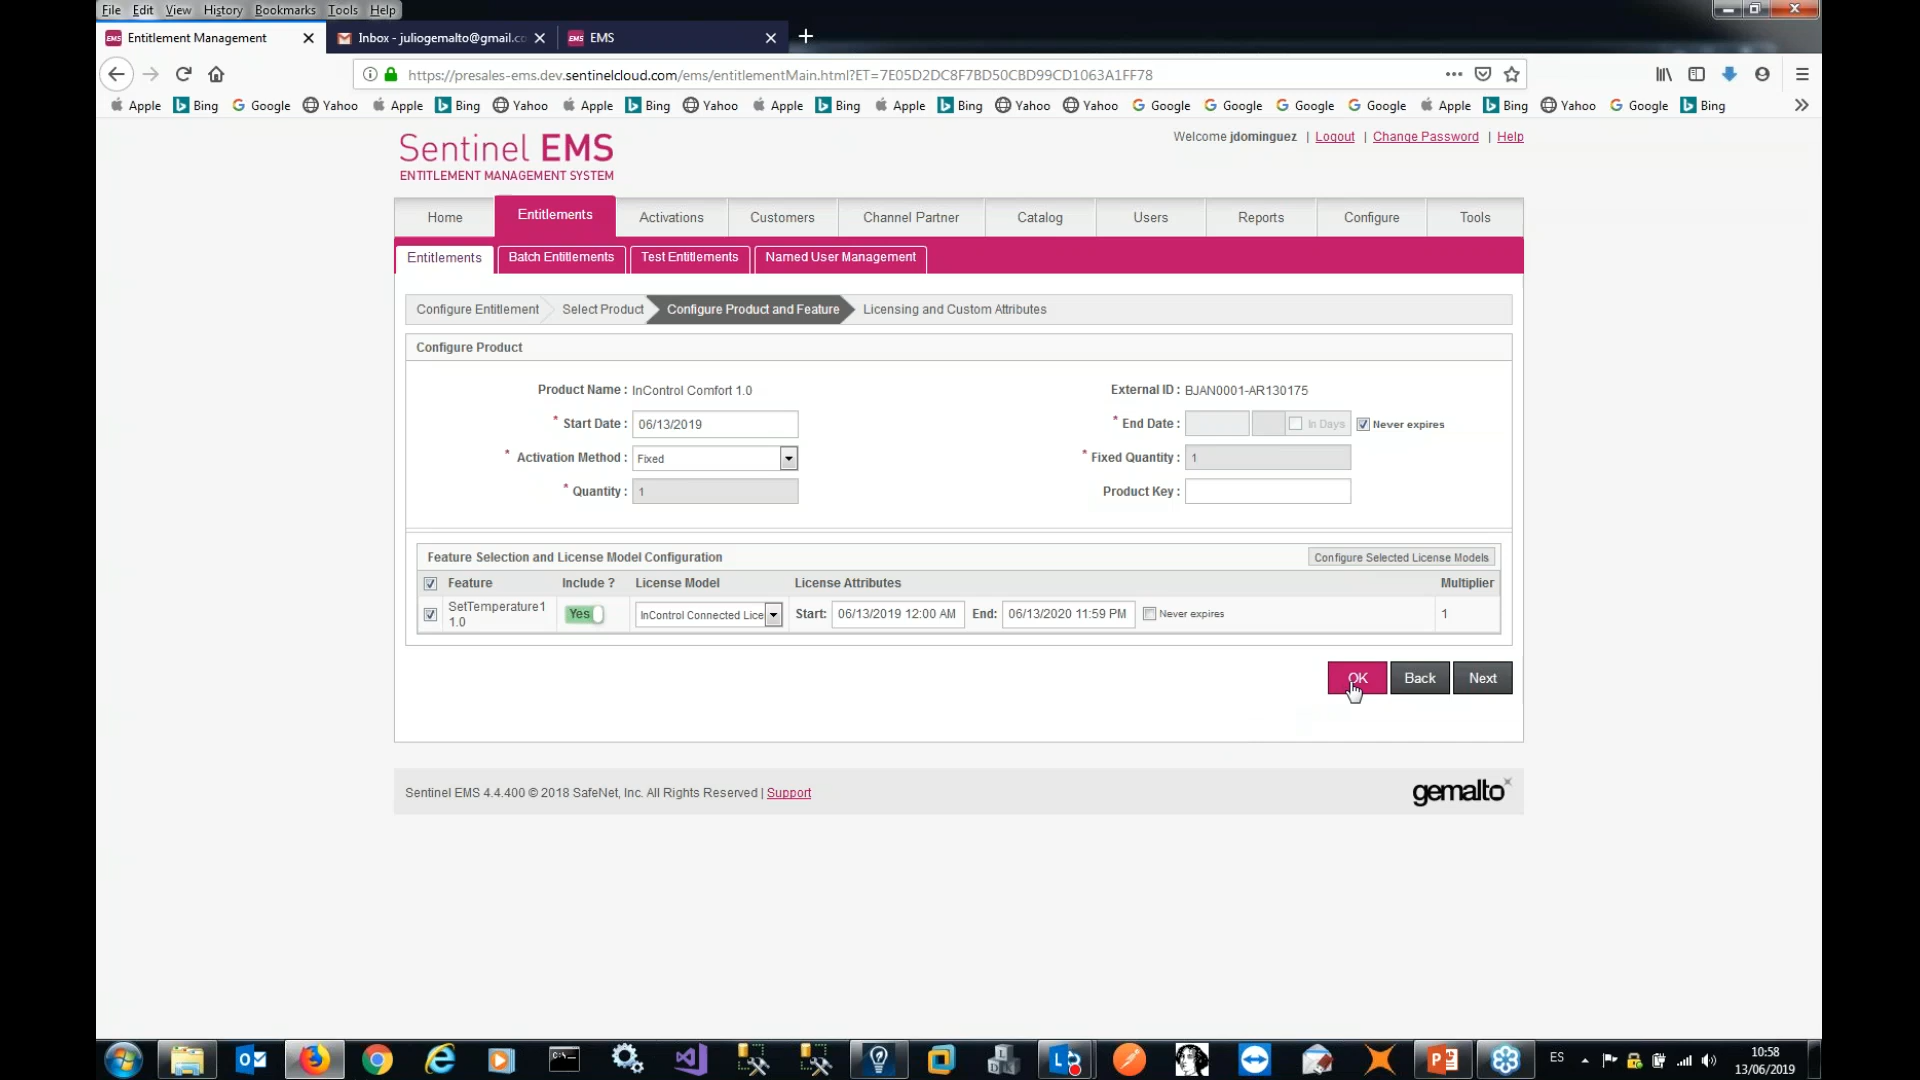 File Edit View History Bookmarks Tools Help
Entitlement Management Inbox - juliogemalto@gmail.co EMS
https://presales-ems.dev.sentinelcloud.com/ems/entitlementMain.html?ET=7E05D2DC8F7BD50CBD99CD1063A1FF78
Apple Bing Google Yahoo Apple Bing Yahoo Apple Bing Yahoo Apple Bing Apple Bing Yahoo Yahoo Google Google Google Google Apple Bing Yahoo Google Bing
Sentinel EMS
ENTITLEMENT MANAGEMENT SYSTEM
Welcome jdominguez | Logout | Change Password | Help
Home Entitlements Activations Customers Channel Partner Catalog Users Reports Configure Tools
Entitlements Batch Entitlements Test Entitlements Named User Management
Configure Entitlement Select Product Configure Product and Feature Licensing and Custom Attributes
Configure Product
Product Name : InControl Comfort 1.0 External ID : BJAN0001-AR130175
* Start Date : 06/13/2019 * End Date : In Days Never expires
* Activation Method : Fixed * Fixed Quantity : 1
* Quantity : 1 Product Key :
Feature Selection and License Model Configuration Configure Selected License Models
Feature Include ? License Model License Attributes Multiplier
SetTemperature1 1.0 Yes InControl Connected Lice Start: 06/13/2019 12:00 AM End: 06/13/2020 11:59 PM Never expires 1
OK Back Next
Sentinel EMS 4.4.400 © 2018 SafeNet, Inc. All Rights Reserved | Support gemalto
ES 10:58
13/06/2019